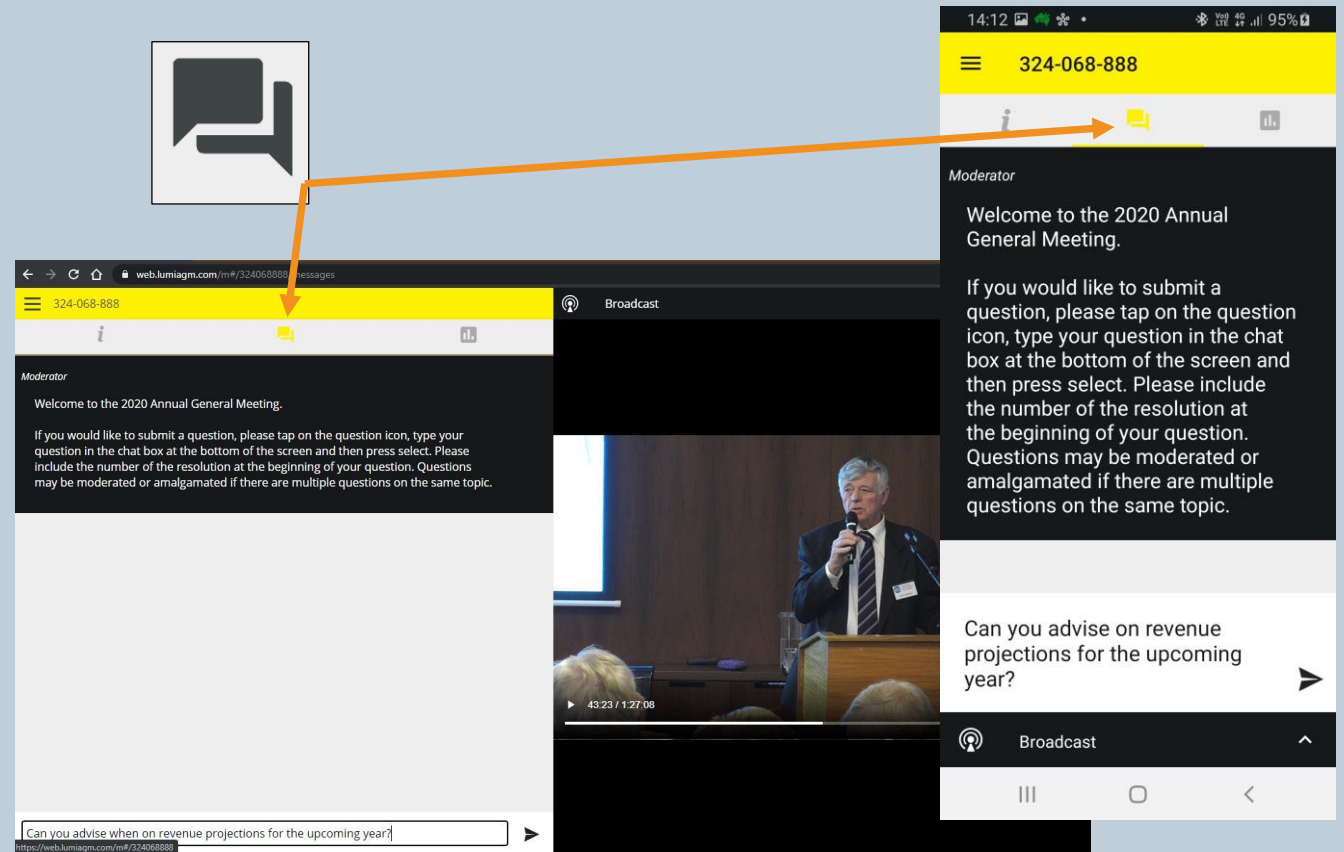 web.lumiagm.com/m#/324068888/messages
324-068-888
Broadcast
i
Moderator
Welcome to the 2020 Annual General Meeting.
If you would like to submit a question, please tap on the question icon, type your
question in the chat box at the bottom of the screen and then press select. Please
include the number of the resolution at the beginning of your question. Questions
may be moderated or amalgamated if there are multiple questions on the same topic.
43:23 / 1:27:08
Can you advise when on revenue projections for the upcoming year?
https://web.lumiagm.com/m#/324068888
14:12
Vo)) LTE 4G 95%
324-068-888
i
Moderator
Welcome to the 2020 Annual
General Meeting.
If you would like to submit a
question, please tap on the question
icon, type your question in the chat
box at the bottom of the screen and
then press select. Please include
the number of the resolution at
the beginning of your question.
Questions may be moderated or
amalgamated if there are multiple
questions on the same topic.
Can you advise on revenue
projections for the upcoming
year?
Broadcast